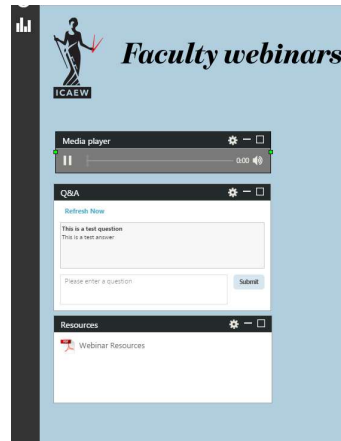 Faculty webinars
ICAEW
Media player
0:00
Q&A
Refresh Now
This is a test question
This is a test answer
Please enter a question
Submit
Resources
Webinar Resources